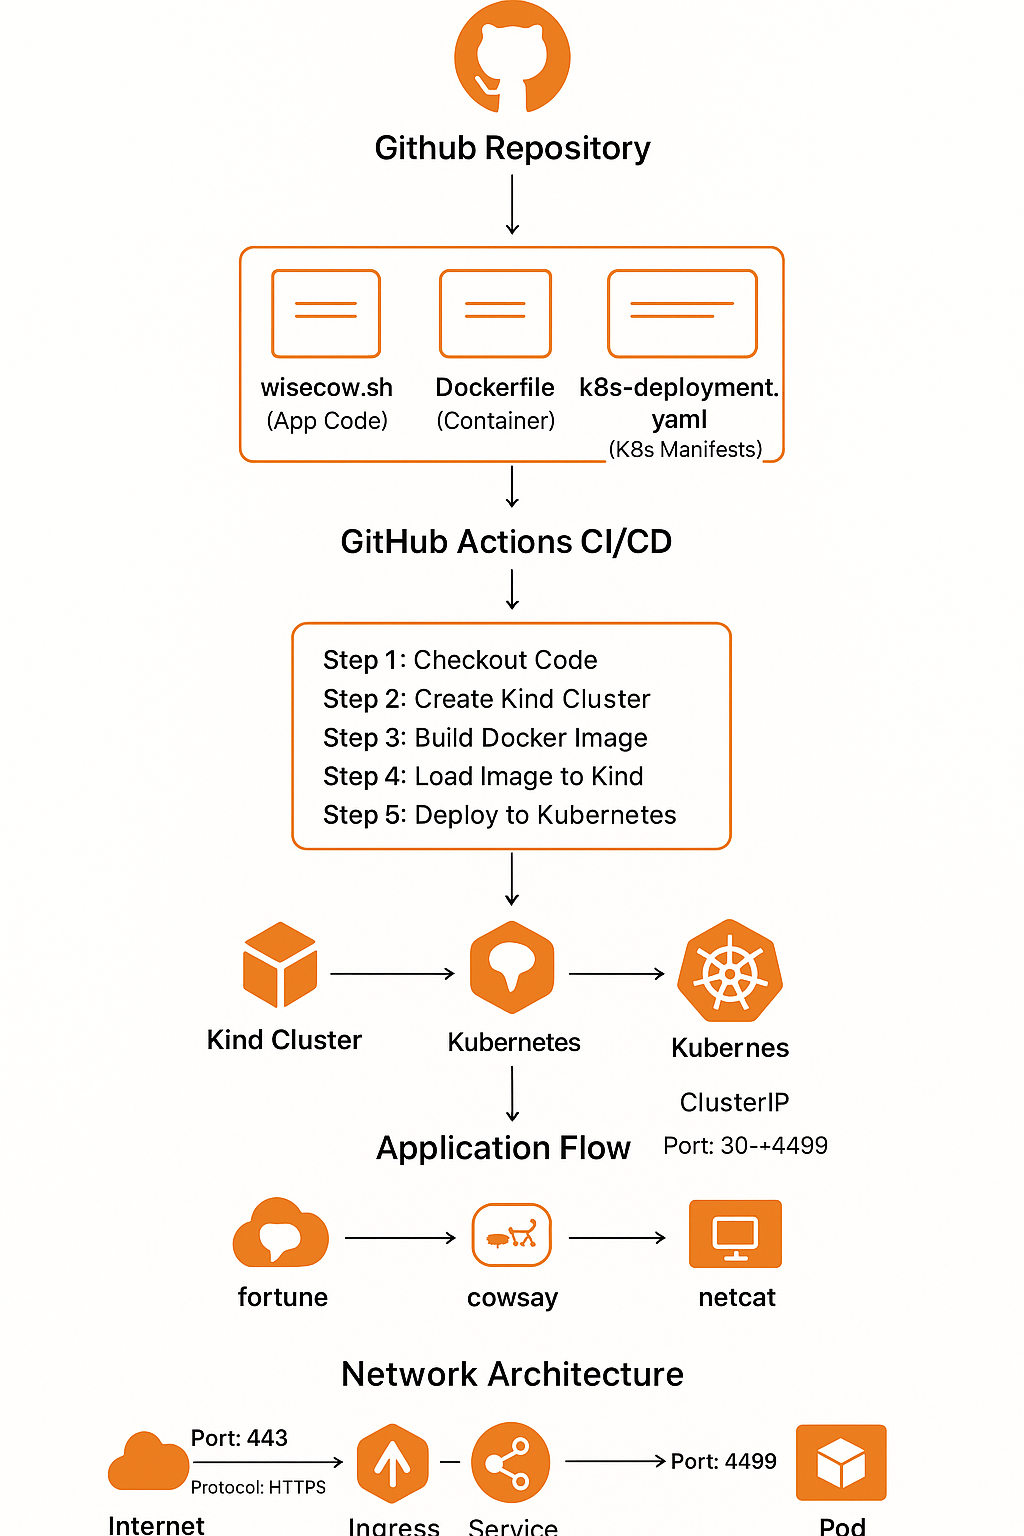 Github Repository
wisecow.sh
(App Code)
Dockerfile
(Container)
k8s-deployment.
yaml
(K8s Manifests)
GitHub Actions CI/CD
Step 1: Checkout Code
Step 2: Create Kind Cluster
Step 3: Build Docker Image
Step 4: Load Image to Kind
Step 5: Deploy to Kubernetes
Kind Cluster
Kubernetes
Kubernes
ClusterIP
Port: 30-+4499
Application Flow
fortune
cowsay
netcat
Network Architecture
Port: 443
Protocol: HTTPS
Port: 4499
Internet
Ingress
Service
Pod